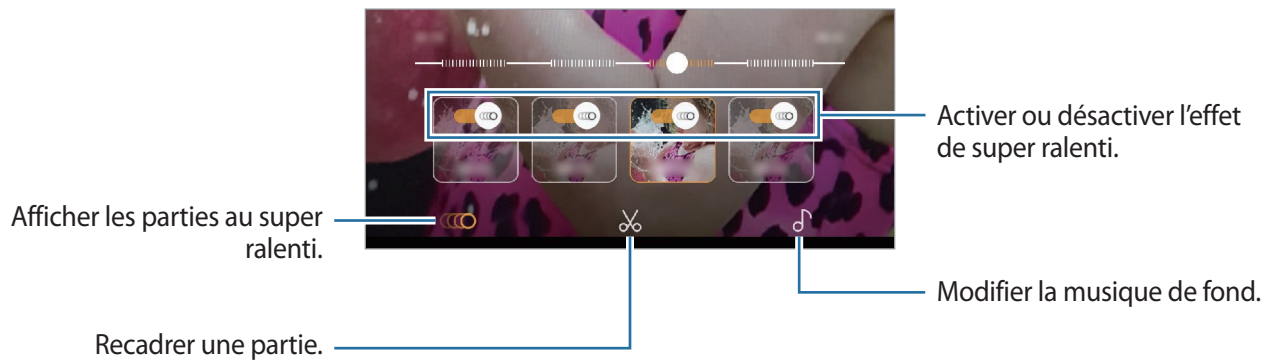 Activer ou désactiver l’effet
de super ralenti.
Afficher les parties au super
ralenti.
Modifier la musique de fond.
Recadrer une partie.